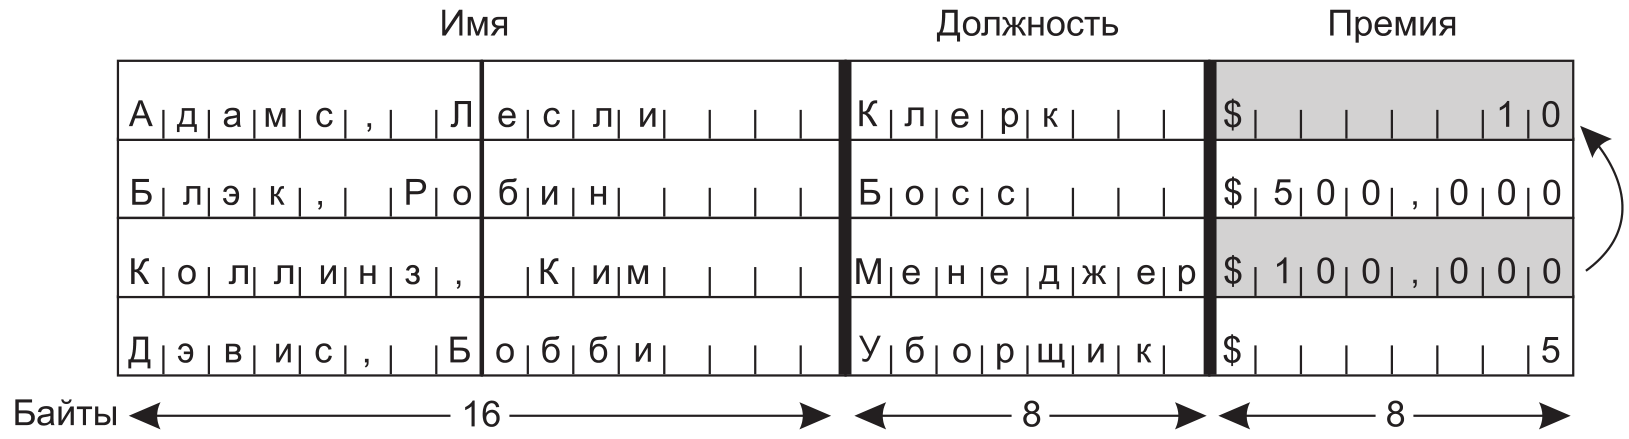 Имя Должность Премия
Адамс, Лесли Клерк $ 10
Блэк, Робин Босс $500,000
Коллинз, Ким Менеджер $100,000
Дэвис, Бобби Уборщик $ 5
Байты 16 8 8